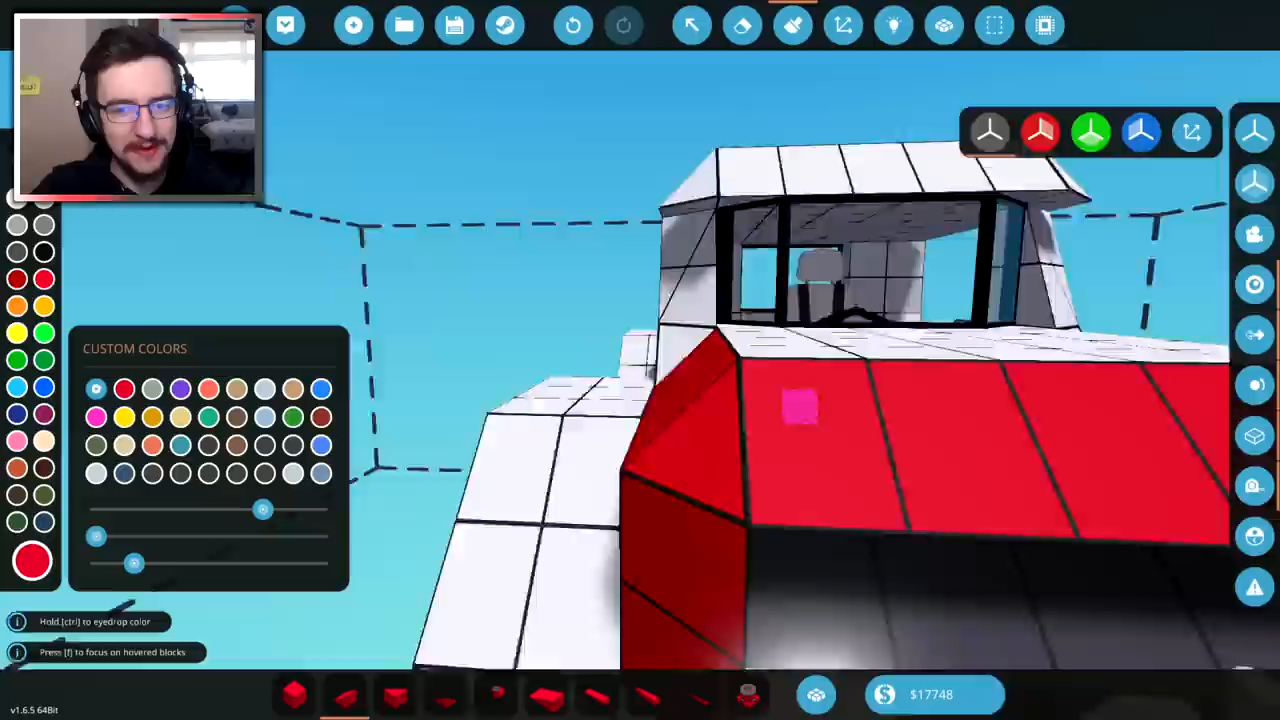 CUSTOM COLORS
Hold [ctrl] to eyedrop color
Press [f] to focus on hovered blocks
$17748
v1.6.5 64Bit